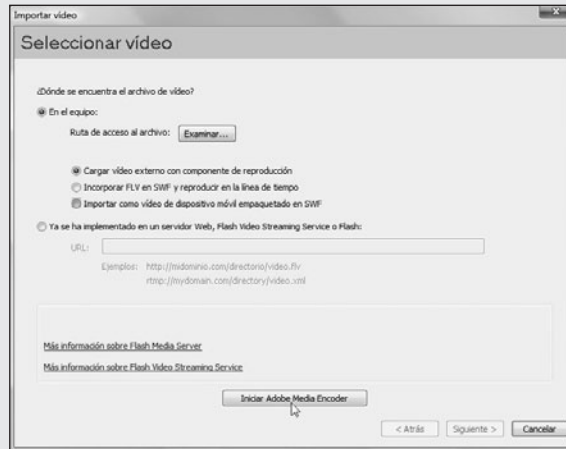 Importar vídeo
Seleccionar vídeo
¿Dónde se encuentra el archivo de vídeo?
En el equipo:
Ruta de acceso al archivo: Examinar...
Cargar vídeo externo con componente de reproducción
Incorporar FLV en SWF y reproducir en la línea de tiempo
Importar como vídeo de dispositivo móvil empaquetado en SWF
Ya se ha implementado en un servidor Web, Flash Video Streaming Service o Flash:
URL:
Ejemplos: http://midominio.com/directorio/video.flv
rtmp://mydomain.com/directory/video.xml
Más información sobre Flash Media Server
Más información sobre Flash Video Streaming Service
Iniciar Adobe Media Encoder
< Atrás Siguiente > Cancelar